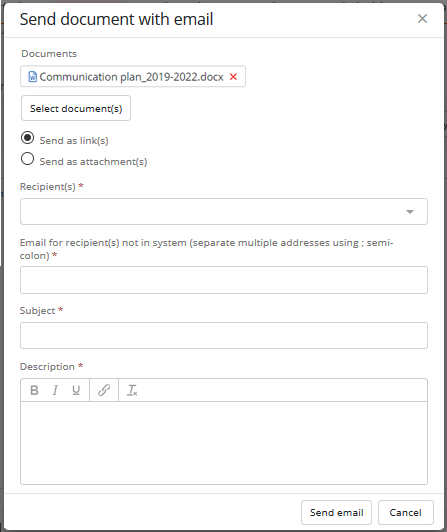 Send document with email
Documents
Communication plan_2019-2022.docx
Select document(s)
Send as link(s)
Send as attachment(s)
Recipient(s) *
Email for recipient(s) not in system (separate multiple addresses using ; semi-
colon) *
Subject *
Description *
B I U
Send email Cancel